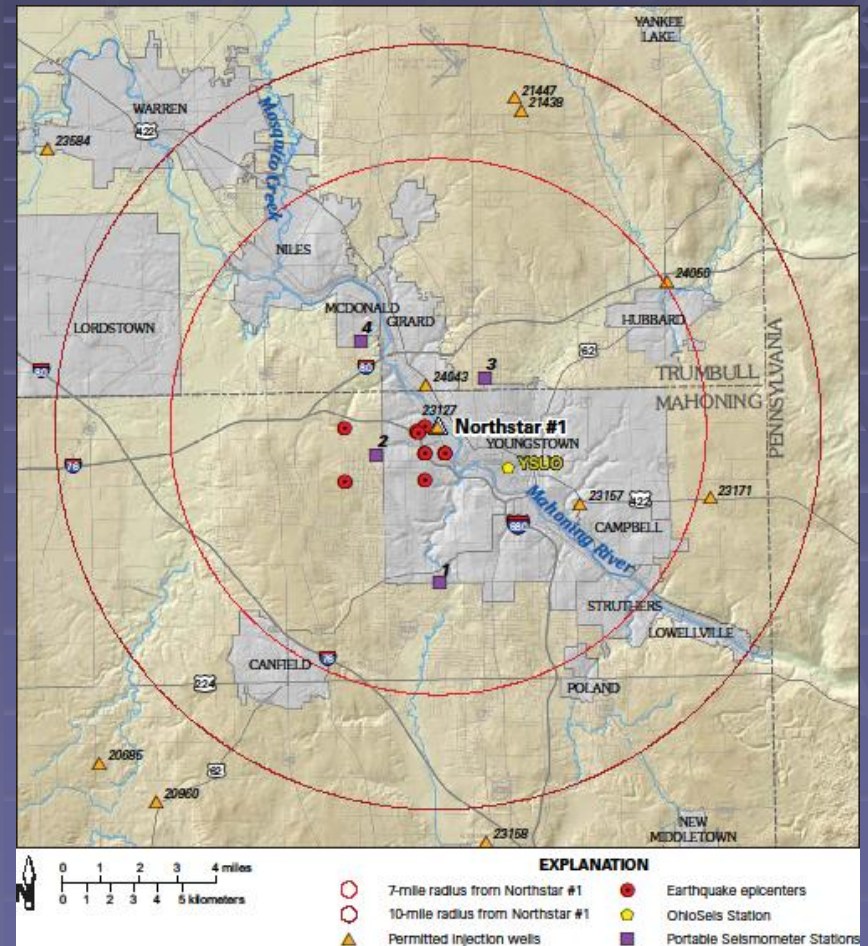 YANKEE
LAKE
21447
21438
WARREN
422
23584
Mosquito Creek
NILES
24056
MCDONALD
GIRARD
HUBBARD
LORDSTOWN
4
62
80
80
3
TRUMBULL
24043
MAHONING
PENNSYLVANIA
23127
Northstar #1
YOUNGSTOWN
2
YSUO
76
23157
422
23171
Mahoning River
680
CAMPBELL
1
STRUTHERS
LOWELLVILLE
CANFIELD
76
224
POLAND
20685
62
20960
23158
NEW
MIDDLETOWN
N
0 1 2 3 4 miles
0 1 2 3 4 5 kilometers
EXPLANATION
7-mile radius from Northstar #1
10-mile radius from Northstar #1
Permitted injection wells
Earthquake epicenters
OhioSeis Station
Portable Seismometer Stations